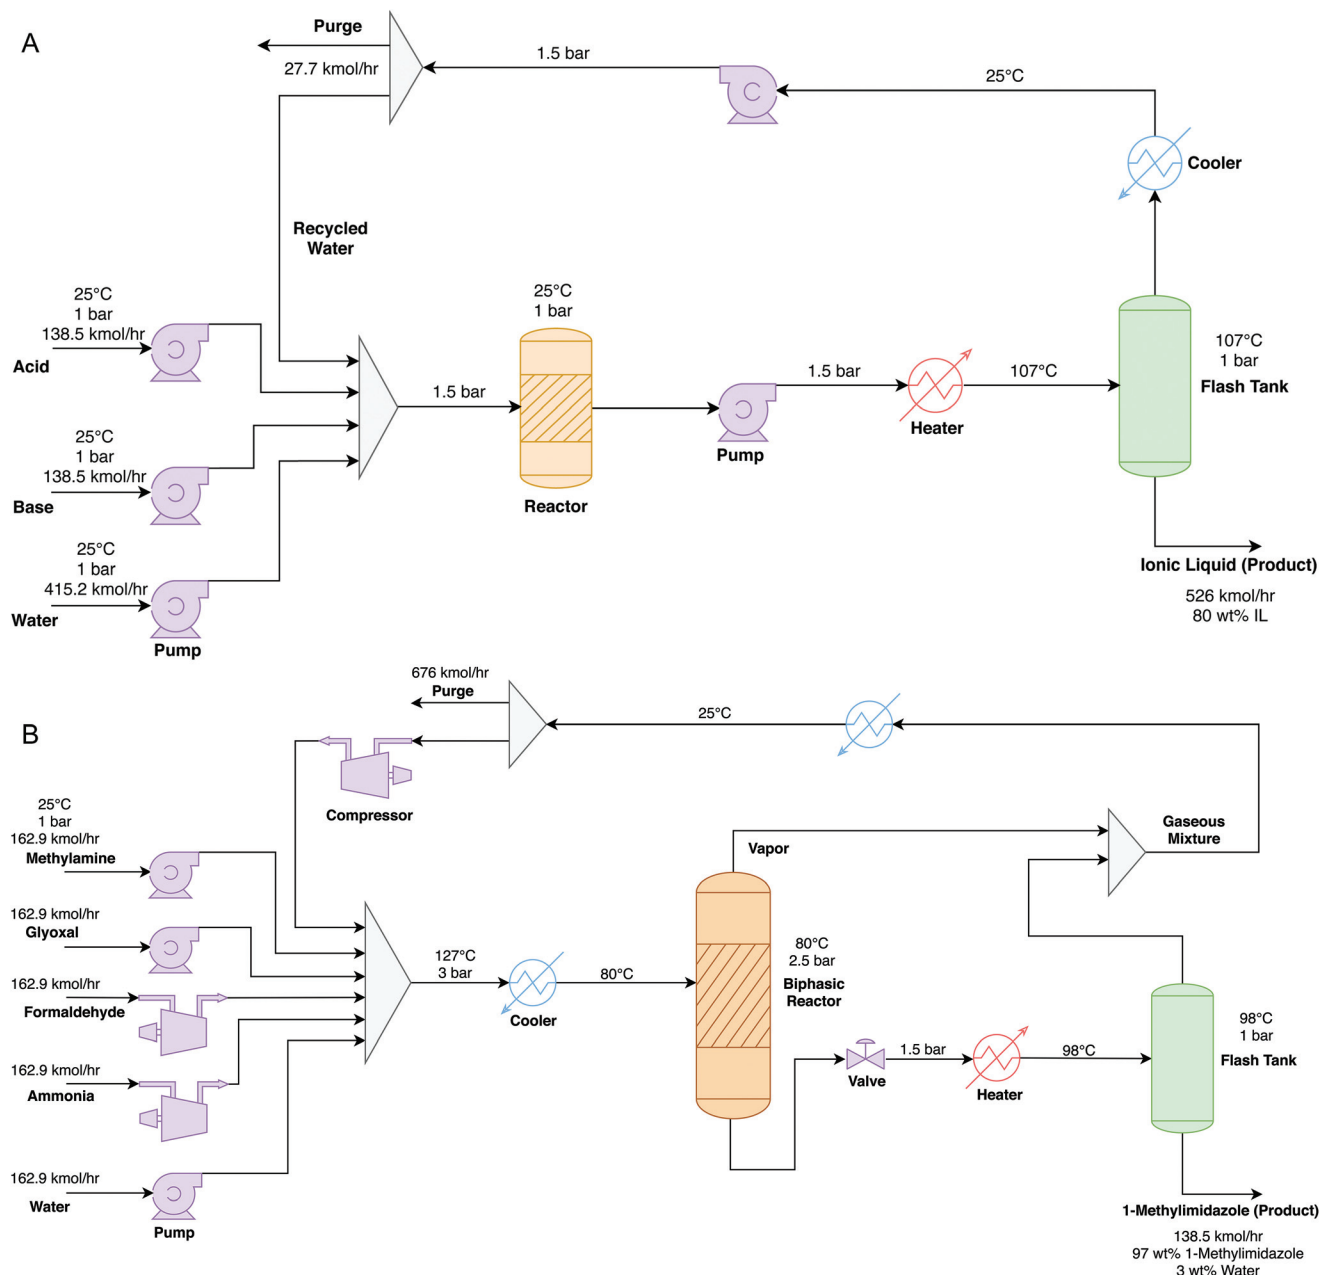 A
Purge
27.7 kmol/hr
1.5 bar
25°C
Cooler
Recycled
Water
25°C
1 bar
138.5 kmol/hr
Acid
25°C
1 bar
138.5 kmol/hr
Base
25°C
1 bar
415.2 kmol/hr
Water
Pump
1.5 bar
25°C
1 bar
Reactor
Pump
1.5 bar
Heater
107°C
107°C
1 bar
Flash Tank
Ionic Liquid (Product)
526 kmol/hr
80 wt% IL
B
676 kmol/hr
Purge
25°C
Compressor
25°C
1 bar
162.9 kmol/hr
Methylamine
162.9 kmol/hr
Glyoxal
162.9 kmol/hr
Formaldehyde
162.9 kmol/hr
Ammonia
162.9 kmol/hr
Water
Pump
127°C
3 bar
Cooler
80°C
Vapor
80°C
2.5 bar
Biphasic
Reactor
Valve
1.5 bar
Heater
98°C
Gaseous
Mixture
98°C
1 bar
Flash Tank
1-Methylimidazole (Product)
138.5 kmol/hr
97 wt% 1-Methylimidazole
3 wt% Water